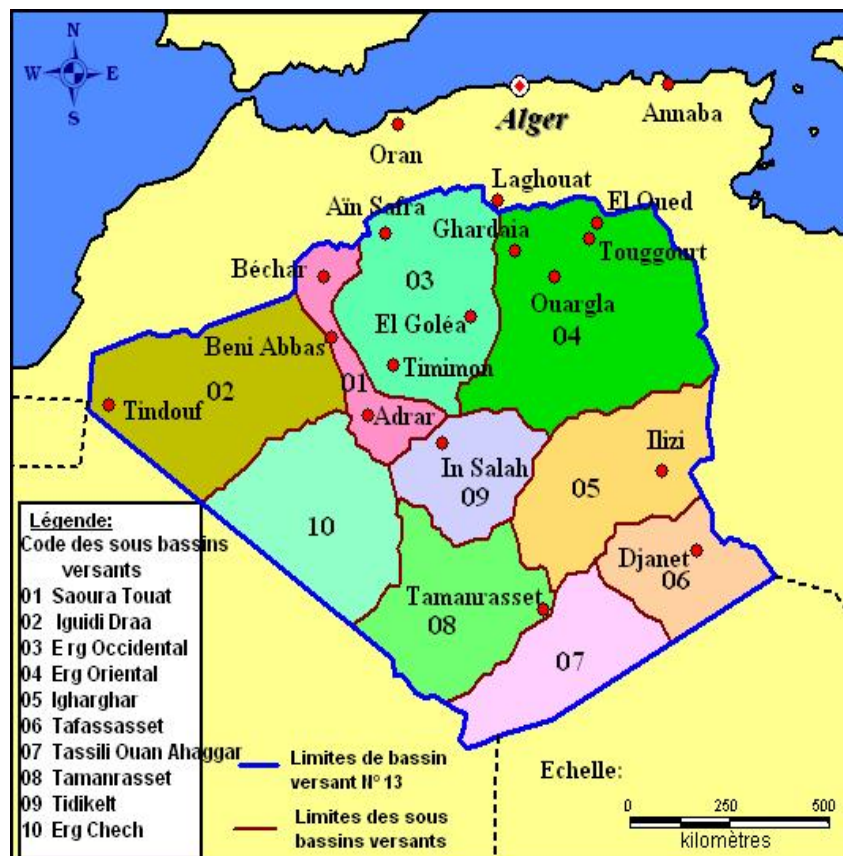 N
W
E
S
Alger
Annaba
Oran
Laghouat
El Oued
Aïn Safra
Ghardaia
Touggourt
Béchar
03
Ouargla
El Goléa
04
Beni Abbas
Timimon
01
02
Tindouf
Adrar
Ilizi
In Salah
05
09
10
Djanet
06
Tamanrasset
08
07
Légende:
Code des sous bassins
versants
01 Saoura Touat
02 Iguidi Draa
03 E rg Occidental
04 Erg Oriental
05 Igharghar
06 Tafassasset
07 Tassili Ouan Ahaggar
08 Tamanrasset
09 Tidikelt
10 Erg Chech
Limites de bassin
versant N° 13
Limites des sous
bassins versants
Echelle:
0 250 500
kilomètres